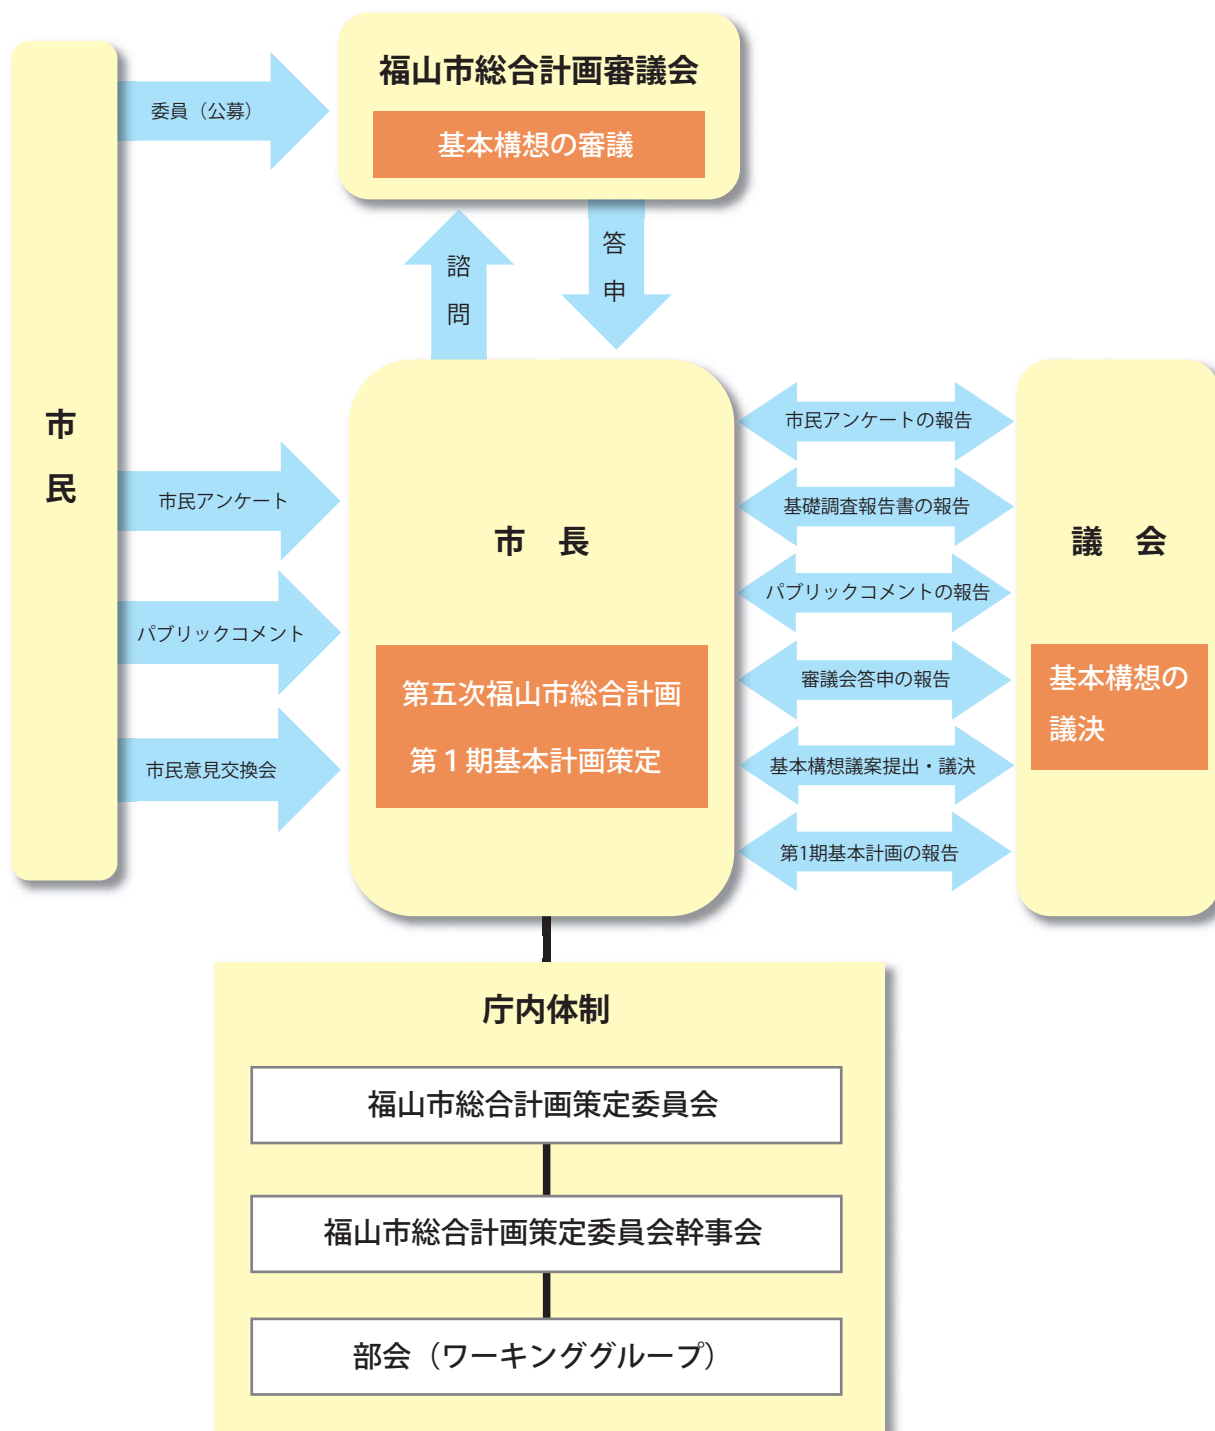 福山市総合計画審議会
基本構想の審議
委員（公募）
諮問
答申
市民
市民アンケート
パブリックコメント
市民意見交換会
市　長
第五次福山市総合計画
第１期基本計画策定
市民アンケートの報告
基礎調査報告書の報告
パブリックコメントの報告
審議会答申の報告
基本構想議案提出・議決
第1期基本計画の報告
議　会
基本構想の
議決
庁内体制
福山市総合計画策定委員会
福山市総合計画策定委員会幹事会
部会（ワーキンググループ）